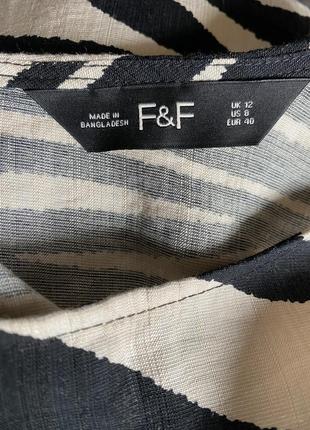 MADE IN
BANGLADESH
F&F
UK 12
US 8
EUR 40